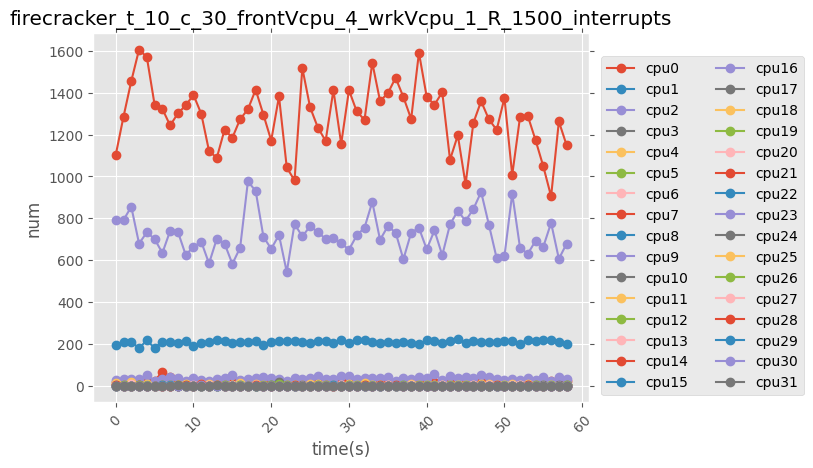 firecracker_t_10_c_30_frontVcpu_4_wrkVcpu_1_R_1500_interrupts
num
1600
1400
1200
1000
800
600
400
200
0
0
10
20
30
40
50
60
time(s)
cpu0
cpu1
cpu2
cpu3
cpu4
cpu5
cpu6
cpu7
cpu8
cpu9
cpu10
cpu11
cpu12
cpu13
cpu14
cpu15
cpu16
cpu17
cpu18
cpu19
cpu20
cpu21
cpu22
cpu23
cpu24
cpu25
cpu26
cpu27
cpu28
cpu29
cpu30
cpu31